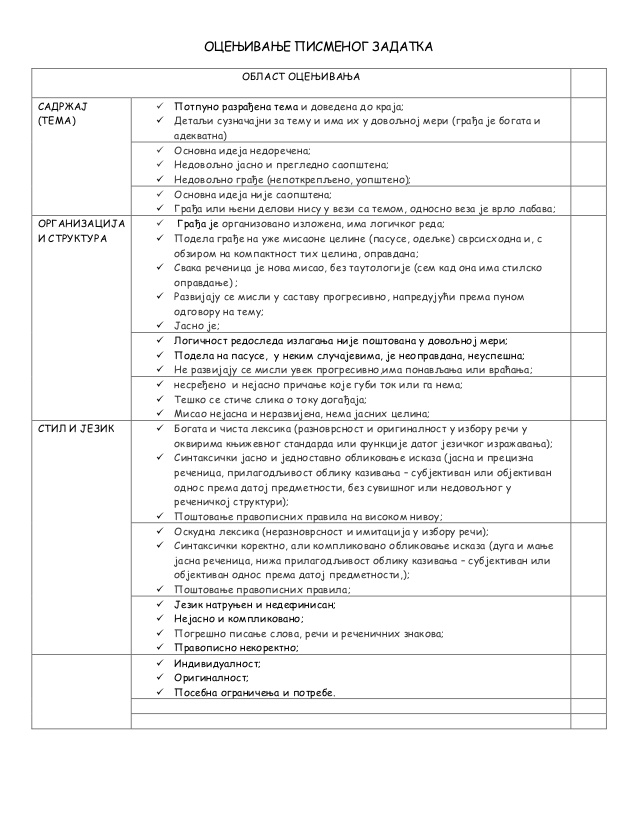 ОЦЕЊИВАЊЕ ПИСМЕНОГ ЗАДАТКА
ОБЛАСТ ОЦЕЊИВАЊА
САДРЖАЈ
(ТЕМА)
✓ Потпуно разрађена тема и доведена до краја;
✓ Детаљи сузначајни за тему и има их у довољној мери (грађа је богата и
адекватна)
✓ Основна идеја недоречена;
✓ Недовољно јасно и прегледно саопштена;
✓ Недовољно грађе (непоткрепљено, уопштено);
✓ Основна идеја није саопштена;
✓ Грађа или њени делови нису у вези са темом, односно веза је врло лабава;
ОРГАНИЗАЦИЈА
И СТРУКТУРА
✓ Грађа је организовано изложена, има логичког реда;
✓ Подела грађе на уже мисаоне целине (пасусе, одељке) сврсисходна и, с
обзиром на компактност тих целина, оправдана;
✓ Свака реченица је нова мисао, без таутологије (сем кад она има стилско
оправдање) ;
✓ Развијају се мисли у саставу прогресивно, напредујући према пуном
одговору на тему;
✓ Јасно је;
✓ Логичност редоследа излагања није поштована у довољној мери;
✓ Подела на пасусе, у неким случајевима, је неоправдана, неуспешна;
✓ Не развијају се мисли увек прогресивно,има понављања или враћања;
✓ несређено и нејасно причање које губи ток или га нема;
✓ Тешко се стиче слика о току догађаја;
✓ Мисао нејасна и неразвијена, нема јасних целина;
СТИЛ И ЈЕЗИК
✓ Богата и чиста лексика (разноврсност и оригиналност у избору речи у
оквирима књижевног стандарда или функције датог језичког изражавања);
✓ Синтаксички јасно и једноставно обликовање исказа (јасна и прецизна
реченица, прилагодљивост облику казивања – субјективан или објективан
однос према датој предметности, без сувишног или недовољног у
реченичкој структури);
✓ Поштовање правописних правила на високом нивоу;
✓ Оскудна лексика (неразноврсност и имитација у избору речи);
✓ Синтаксички коректно, али компликовано обликовање исказа (дуга и мање
јасна реченица, нижа прилагодљивост облику казивања – субјективан или
објективан однос према датој предметности,);
✓ Поштовање правописних правила;
✓ Језик натруњен и недефинисан;
✓ Нејасно и компликовано;
✓ Погрешно писање слова, речи и реченичних знакова;
✓ Правописно некоректно;
✓ Индивидуалност;
✓ Оригиналност;
✓ Посебна ограничења и потребе.